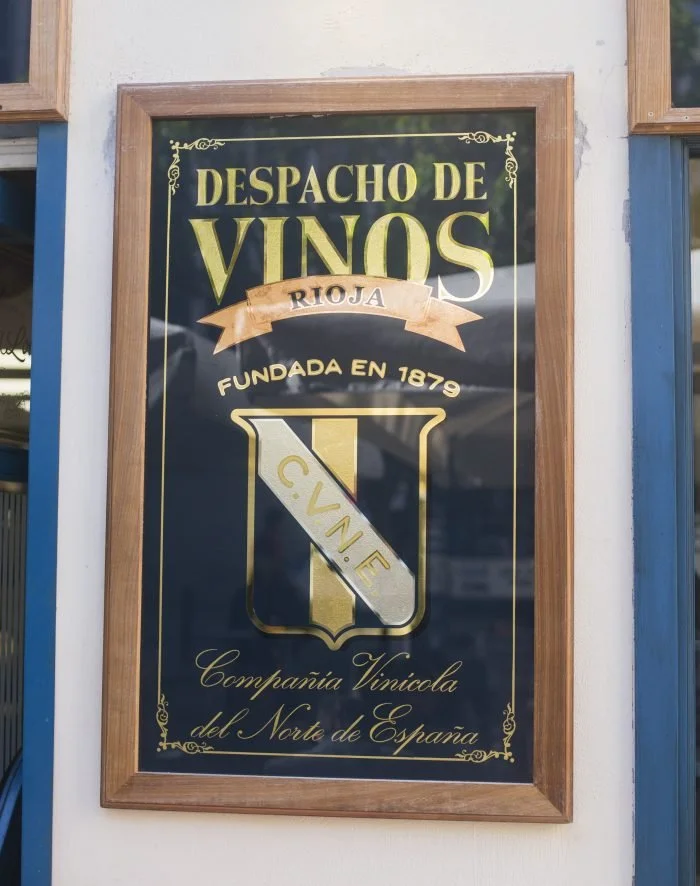 DESPACHO DE
VINOS
RIOJA
FUNDADA EN 1879
C.V.N.E
Compañía Vinícola
del Norte de España